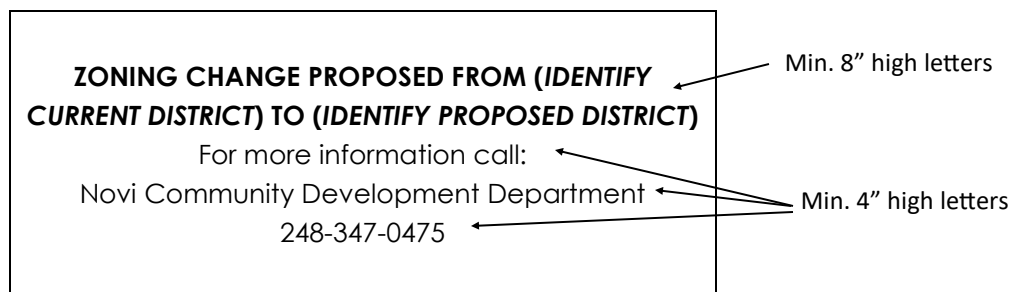 ZONING CHANGE PROPOSED FROM (IDENTIFY
CURRENT DISTRICT) TO (IDENTIFY PROPOSED DISTRICT)
For more information call:
Novi Community Development Department
248-347-0475
Min. 8” high letters
Min. 4” high letters